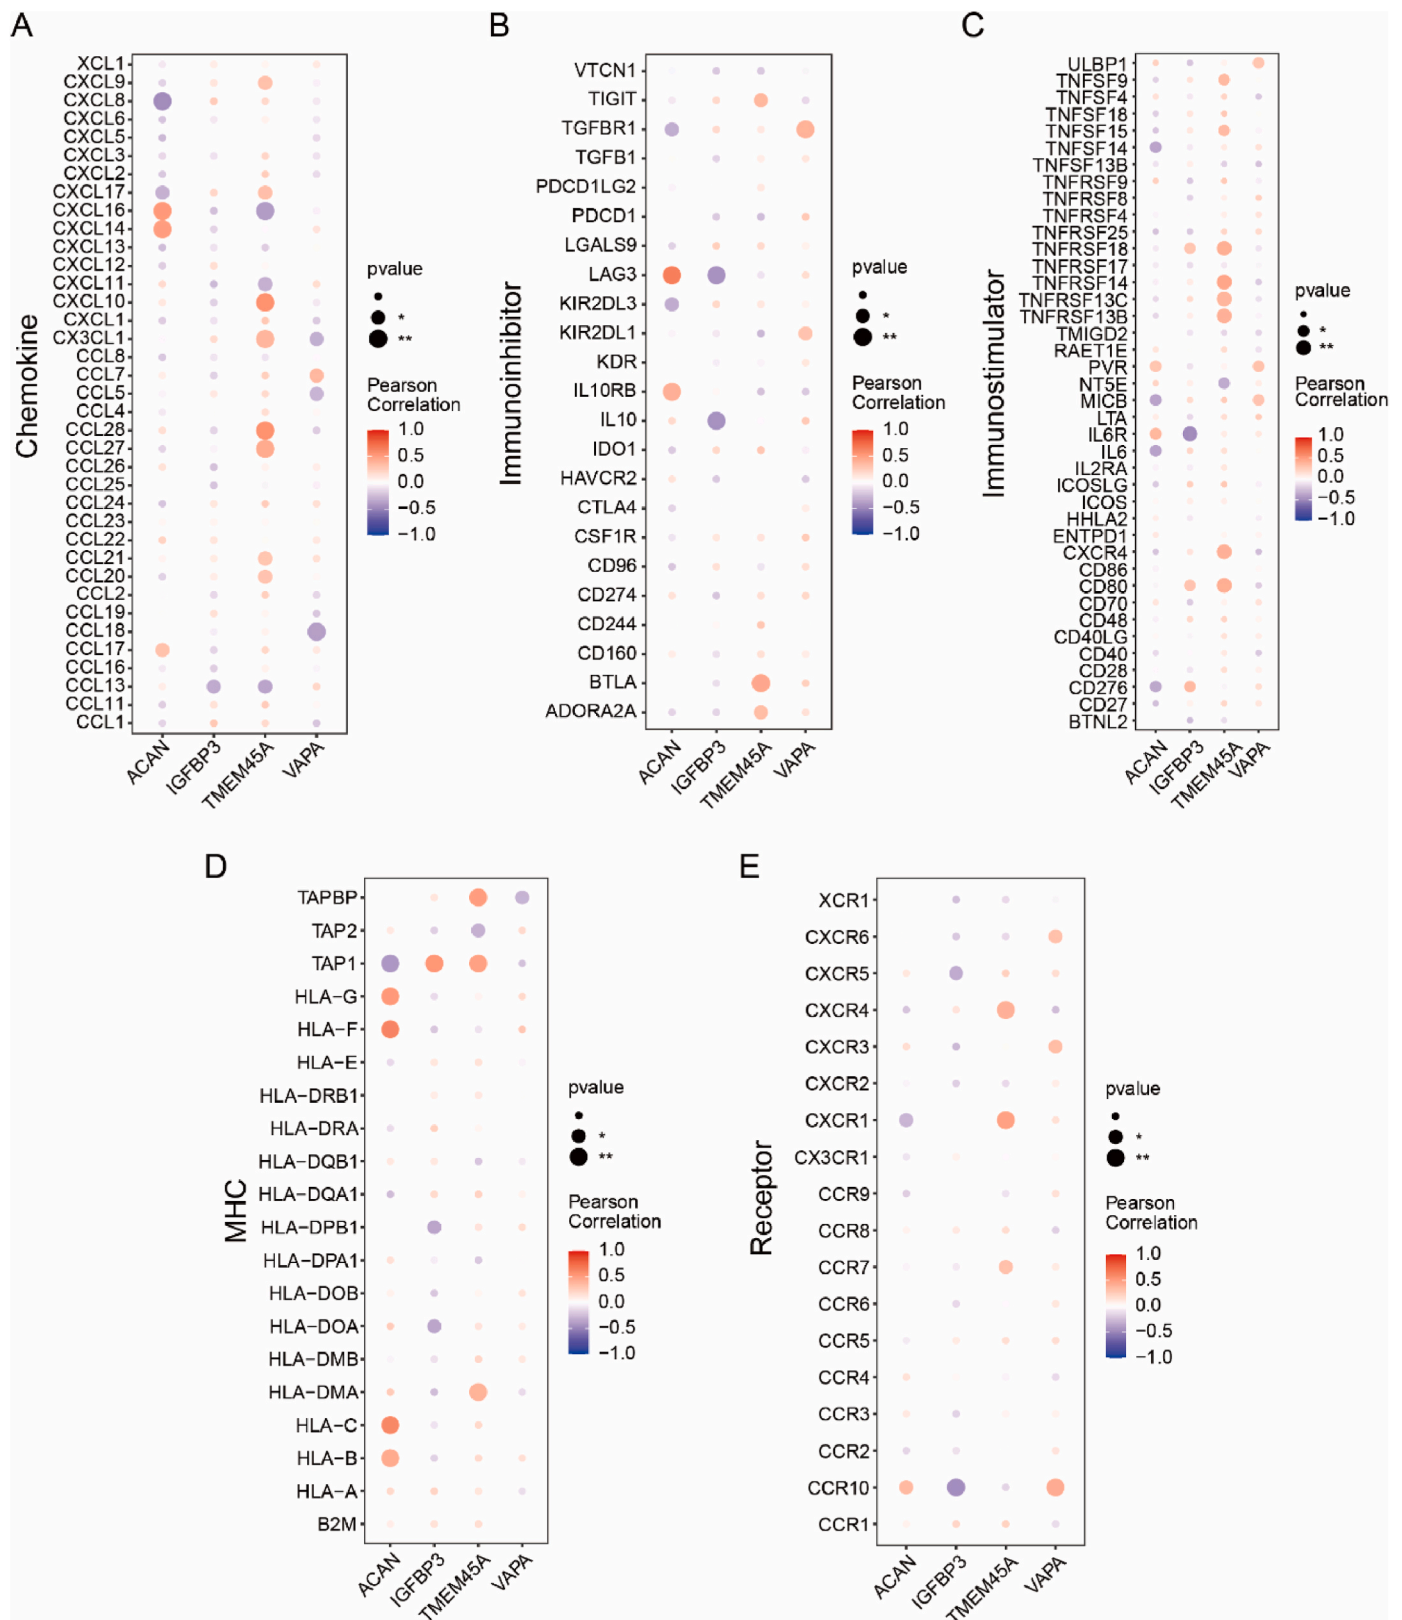 A
Chemokine
XCL1
CXCL9
CXCL8
CXCL6
CXCL5
CXCL3
CXCL2
CXCL17
CXCL16
CXCL14
CXCL13
CXCL12
CXCL11
CXCL10
CXCL1
CX3CL1
CCL8
CCL7
CCL5
CCL4
CCL28
CCL27
CCL26
CCL25
CCL24
CCL23
CCL22
CCL21
CCL20
CCL2
CCL19
CCL18
CCL17
CCL16
CCL13
CCL11
CCL1
ACAN
IGFBP3
TMEM45A
VAPA
pvalue
*
**
Pearson
Correlation
1.0
0.5
0.0
−0.5
−1.0
B
Immunoinhibitor
VTCN1
TIGIT
TGFBR1
TGFB1
PDCD1LG2
PDCD1
LGALS9
LAG3
KIR2DL3
KIR2DL1
KDR
IL10RB
IL10
IDO1
HAVCR2
CTLA4
CSF1R
CD96
CD274
CD244
CD160
BTLA
ADORA2A
ACAN
IGFBP3
TMEM45A
VAPA
pvalue
*
**
Pearson
Correlation
1.0
0.5
0.0
−0.5
−1.0
C
Immunostimulator
ULBP1
TNFSF9
TNFSF4
TNFSF18
TNFSF15
TNFSF14
TNFSF13B
TNFRSF9
TNFRSF8
TNFRSF4
TNFRSF25
TNFRSF18
TNFRSF17
TNFRSF14
TNFRSF13C
TNFRSF13B
TMIGD2
RAET1E
PVR
NT5E
MICB
LTA
IL6R
IL6
IL2RA
ICOSLG
ICOS
HHLA2
ENTPD1
CXCR4
CD86
CD80
CD70
CD48
CD40LG
CD40
CD28
CD276
CD27
BTNL2
ACAN
IGFBP3
TMEM45A
VAPA
pvalue
*
**
Pearson
Correlation
1.0
0.5
0.0
−0.5
−1.0
D
MHC
TAPBP
TAP2
TAP1
HLA−G
HLA−F
HLA−E
HLA−DRB1
HLA−DRA
HLA−DQB1
HLA−DQA1
HLA−DPB1
HLA−DPA1
HLA−DOB
HLA−DOA
HLA−DMB
HLA−DMA
HLA−C
HLA−B
HLA−A
B2M
ACAN
IGFBP3
TMEM45A
VAPA
pvalue
*
**
Pearson
Correlation
1.0
0.5
0.0
−0.5
−1.0
E
Receptor
XCR1
CXCR6
CXCR5
CXCR4
CXCR3
CXCR2
CXCR1
CX3CR1
CCR9
CCR8
CCR7
CCR6
CCR5
CCR4
CCR3
CCR2
CCR10
CCR1
ACAN
IGFBP3
TMEM45A
VAPA
pvalue
*
**
Pearson
Correlation
1.0
0.5
0.0
−0.5
−1.0